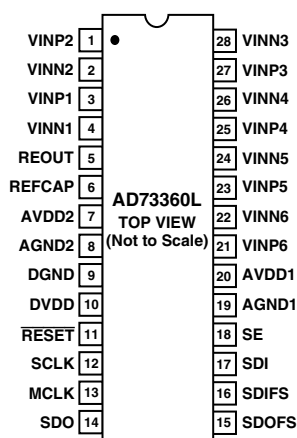 VINP2 1
VINN2 2
VINP1 3
VINN1 4
REOUT 5
REFCAP 6
AVDD2 7
AGND2 8
DGND 9
DVDD 10
RESET 11
SCLK 12
MCLK 13
SDO 14
AD73360L
TOP VIEW
(Not to Scale)
28 VINN3
27 VINP3
26 VINN4
25 VINP4
24 VINN5
23 VINP5
22 VINN6
21 VINP6
20 AVDD1
19 AGND1
18 SE
17 SDI
16 SDIFS
15 SDOFS